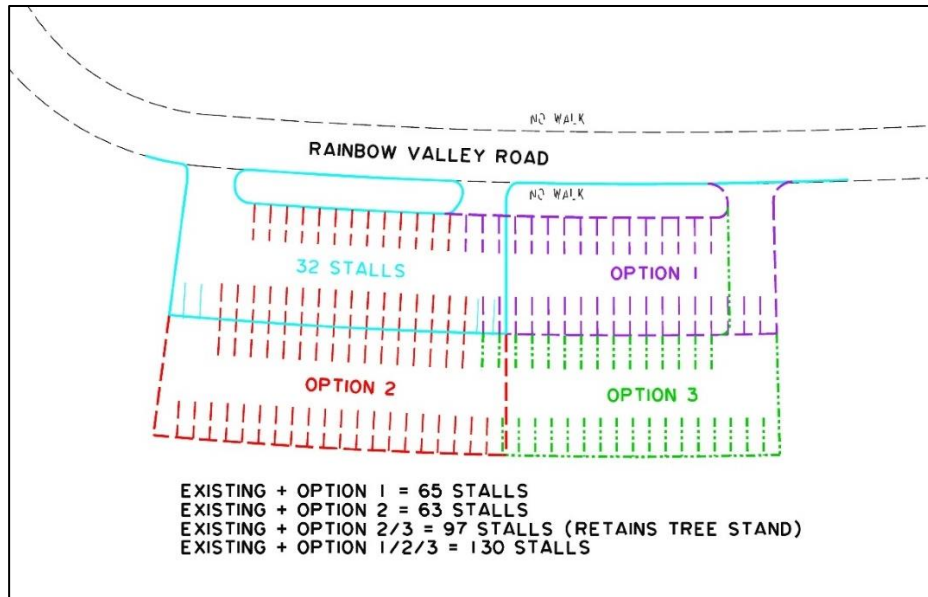 NO WALK
RAINBOW VALLEY ROAD
NO WALK
32 STALLS
OPTION 1
OPTION 2
OPTION 3
EXISTING + OPTION 1 = 65 STALLS
EXISTING + OPTION 2 = 63 STALLS
EXISTING + OPTION 2/3 = 97 STALLS (RETAINS TREE STAND)
EXISTING + OPTION 1/2/3 = 130 STALLS